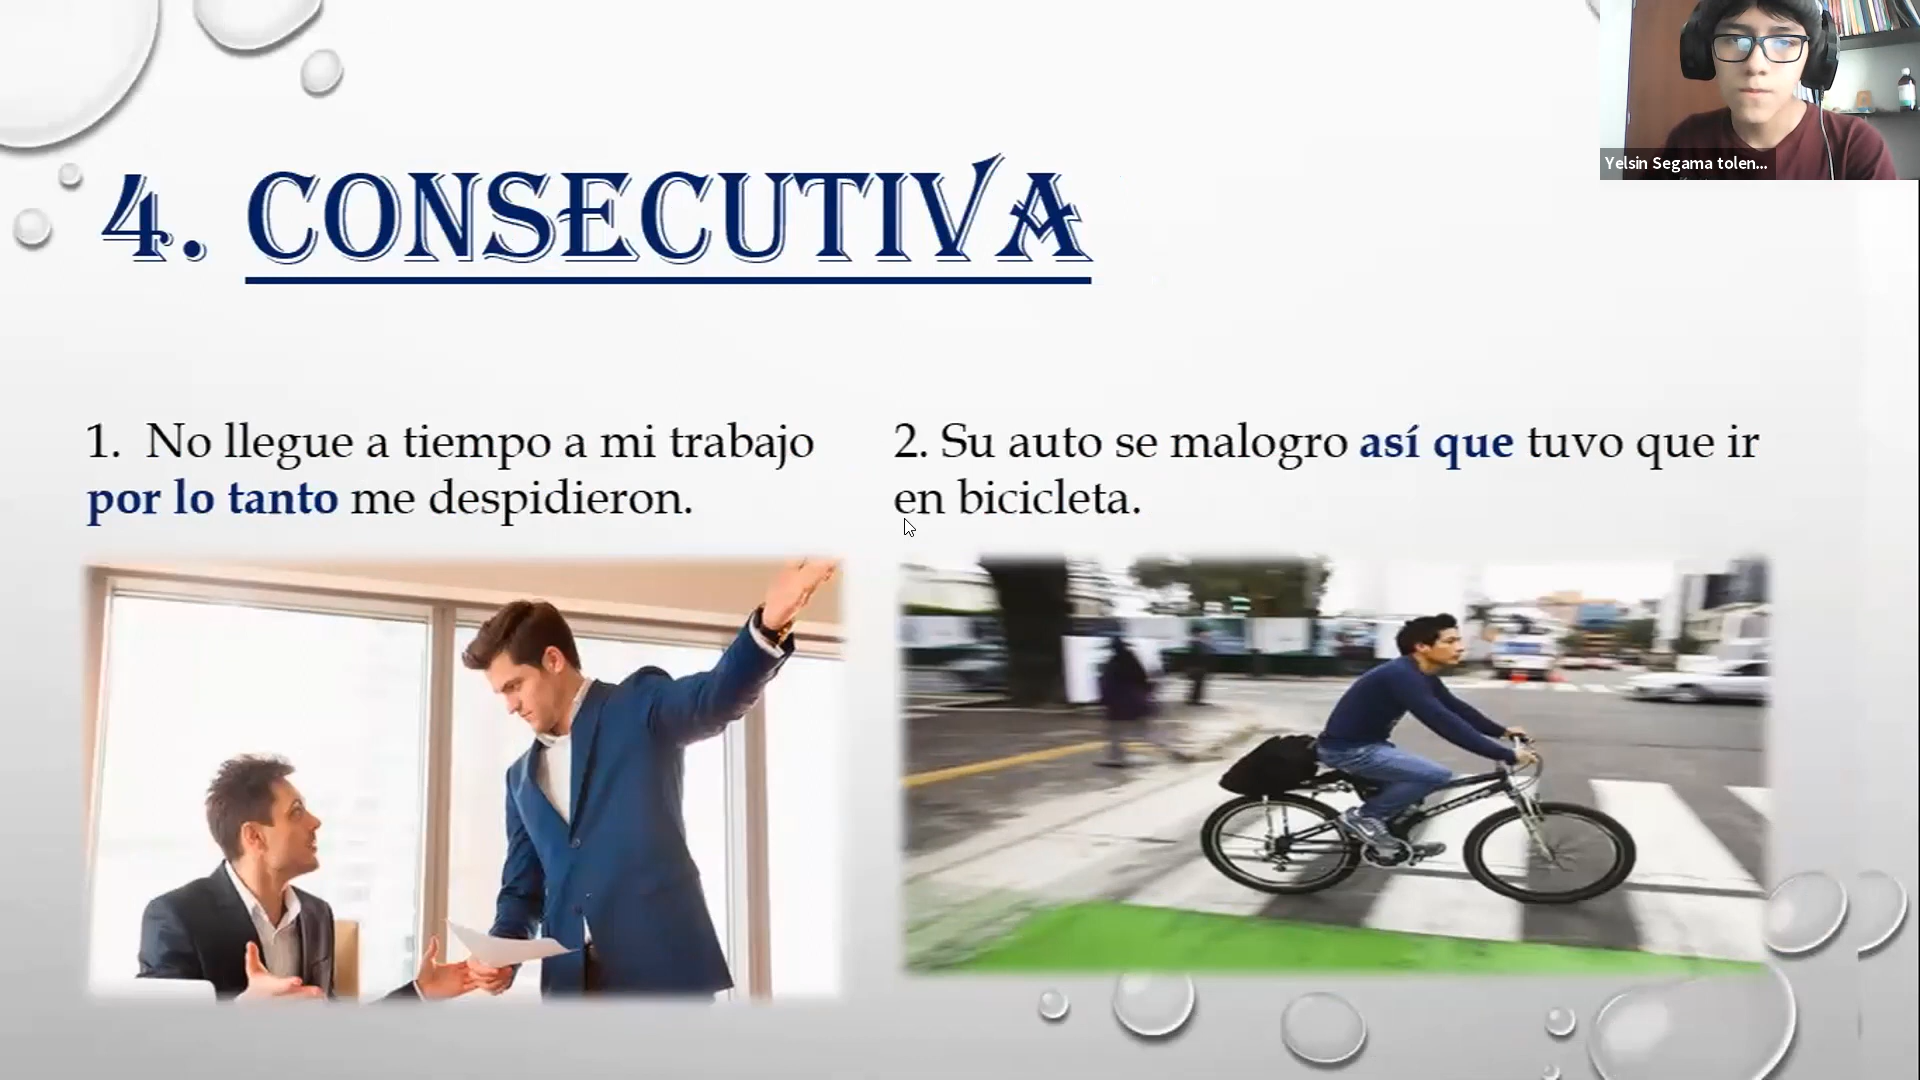 Yelsin Segama tolen...
4. CONSECUTIVA
1. No llegue a tiempo a mi trabajo
por lo tanto me despidieron.
2. Su auto se malogro así que tuvo que ir
en bicicleta.